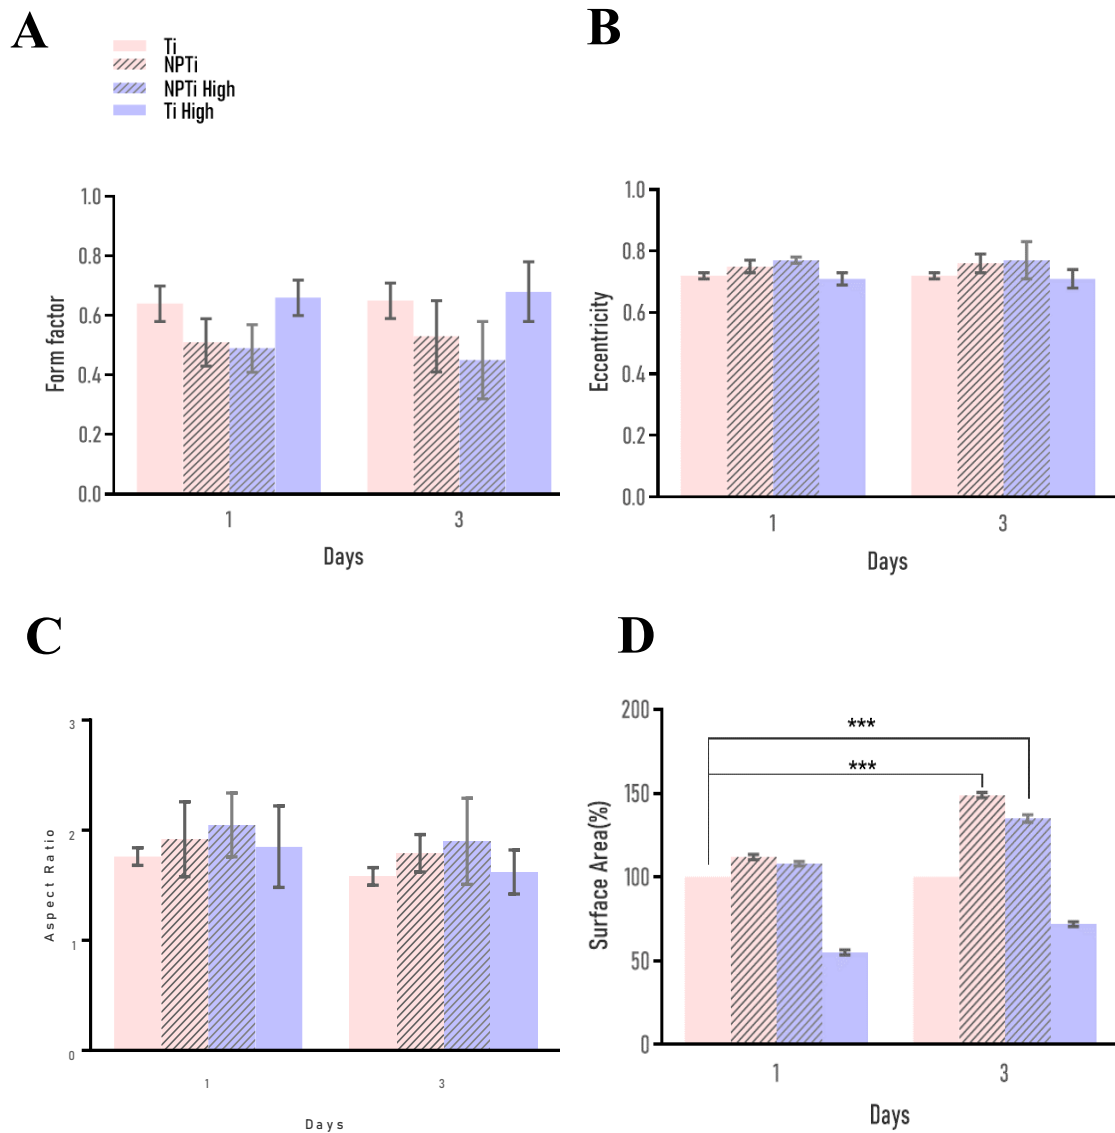 A
Ti
NPTi
NPTi High
Ti High
1.0
0.8
0.6
0.4
0.2
0.0
Form factor
1 3
Days
B
1.0
0.8
0.6
0.4
0.2
0.0
Eccentricity
1 3
Days
C
3
2
1
0
Aspect Ratio
1 3
Days
D
200
150
100
50
0
Surface Area(%)
***
***
1 3
Days